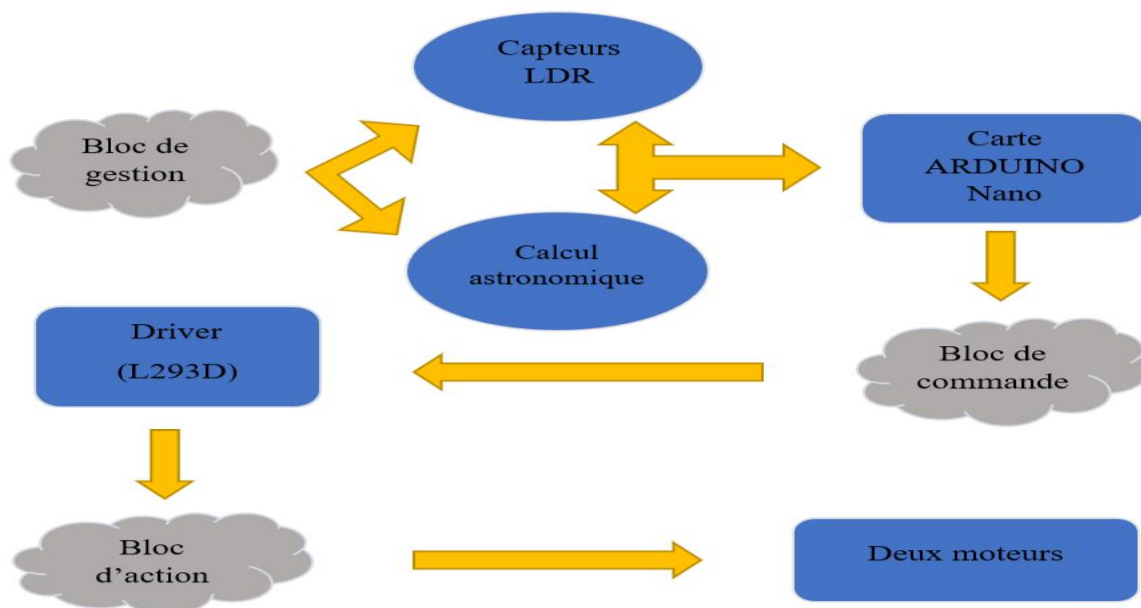 Capteurs
LDR
Bloc de
gestion
Carte
ARDUINO
Nano
Calcul
astronomique
Driver
(L293D)
Bloc de
commande
Bloc
d’action
Deux moteurs